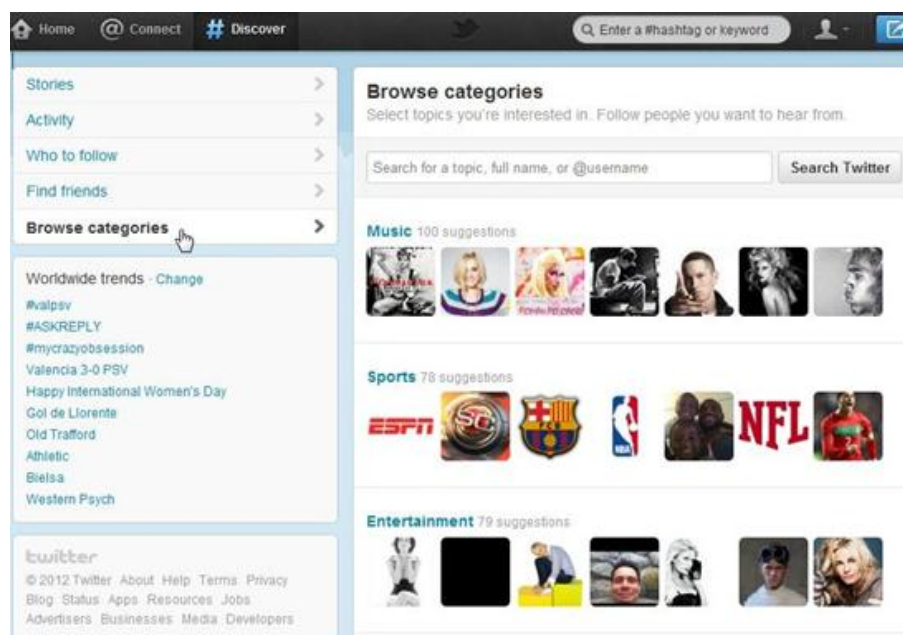 Home
@ Connect
# Discover
Enter a #hashtag or keyword
Stories
Activity
Who to follow
Find friends
Browse categories
Worldwide trends · Change
#valpsv
#ASKREPLY
#mycrazyobsession
Valencia 3-0 PSV
Happy International Women's Day
Gol de Llorente
Old Trafford
Athletic
Bielsa
Western Psych
twitter
© 2012 Twitter About Help Terms Privacy
Blog Status Apps Resources Jobs
Advertisers Businesses Media Developers
Browse categories
Select topics you're interested in. Follow people you want to hear from.
Search for a topic, full name, or @username
Search Twitter
Music 100 suggestions
Sports 78 suggestions
ESPN
SC
FCB
NBA
NFL
Entertainment 79 suggestions